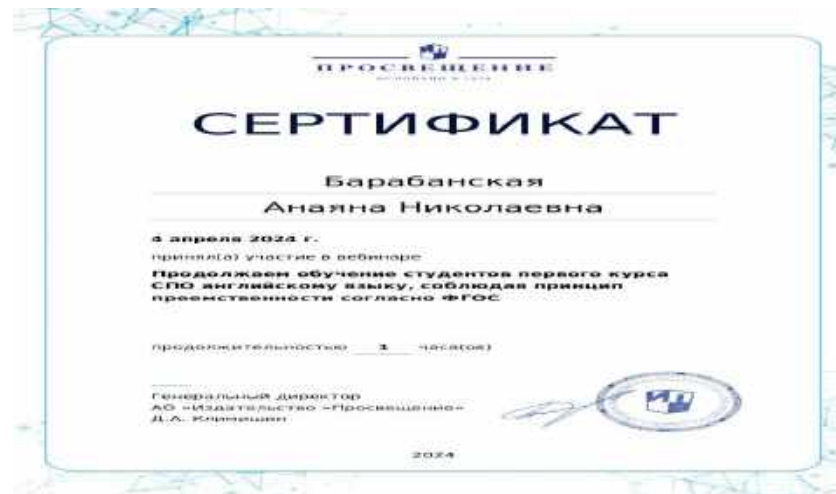 ПРОСВЕЩЕНИЕ
СЕРТИФИКАТ
Барабанская
Анаяна Николаевна
4 апреля 2024 г.
принял(а) участие в вебинаре
Продолжаем обучение студентов первого курса
СПО английскому языку, соблюдая принцип
преемственности согласно ФГОС
продолжительностью 1 часа(ов)
Генеральный директор
АО «Издательство «Просвещение»
Д.А. Климишин
2024